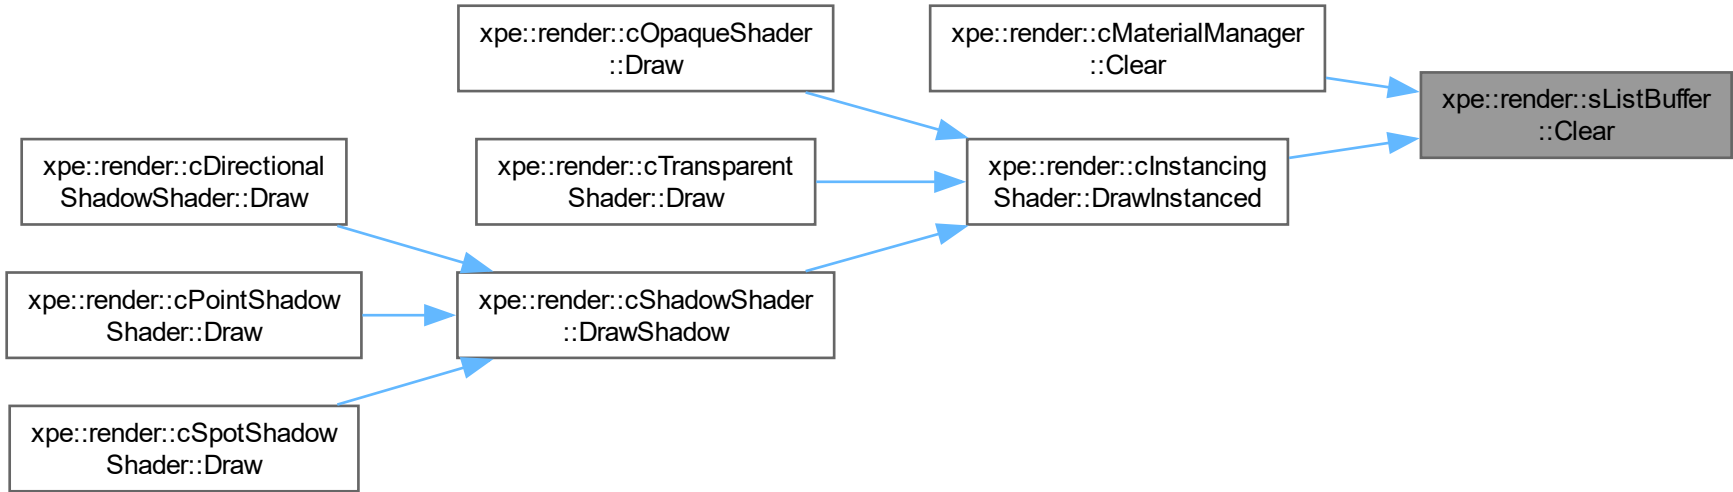 xpe::render::cOpaqueShader
::Draw
xpe::render::cMaterialManager
::Clear
xpe::render::sListBuffer
::Clear
xpe::render::cDirectional
ShadowShader::Draw
xpe::render::cTransparent
Shader::Draw
xpe::render::cInstancing
Shader::DrawInstanced
xpe::render::cPointShadow
Shader::Draw
xpe::render::cShadowShader
::DrawShadow
xpe::render::cSpotShadow
Shader::Draw